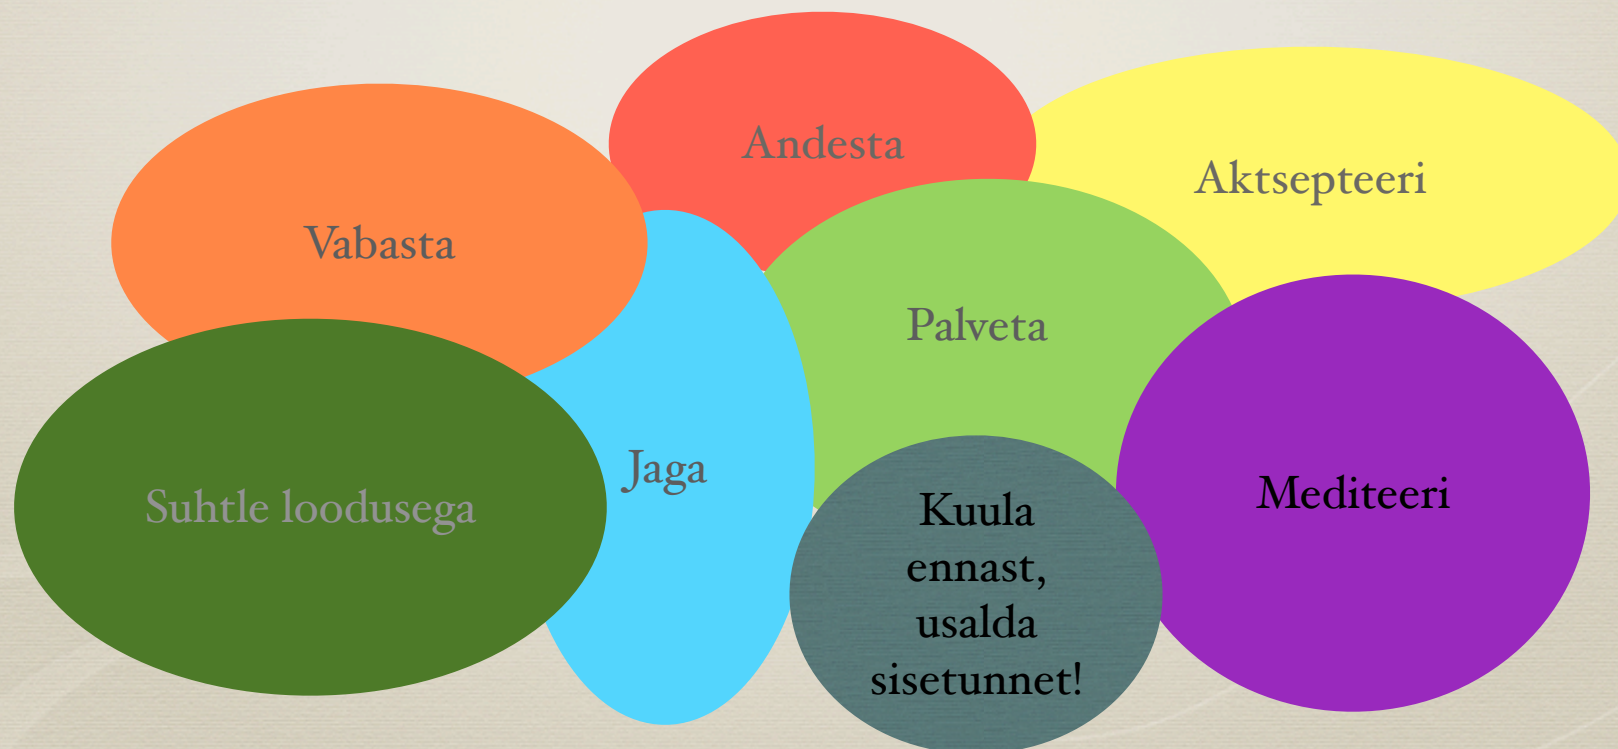 Andesta
Aktsepteeri
Vabasta
Palveta
Jaga
Suhtle loodusega
Mediteeri
Kuula
ennast,
usalda
sisetunnet!